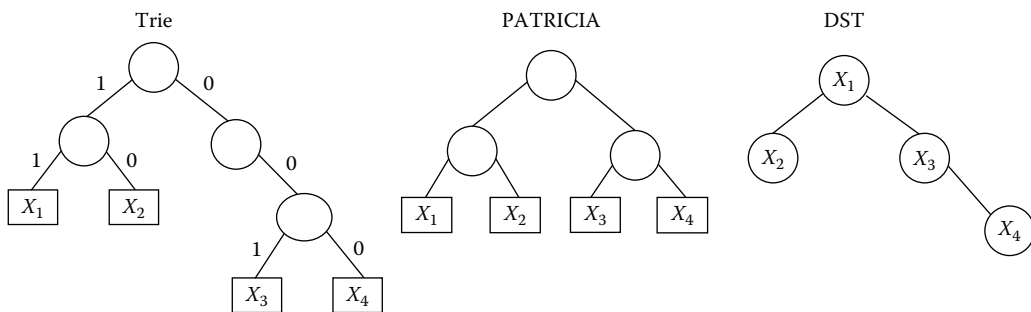 Trie
PATRICIA
DST
1 0
1 0
0
X₁ X₂
1 0
X₃ X₄
X₁ X₂ X₃ X₄
X₁
X₂ X₃
X₄